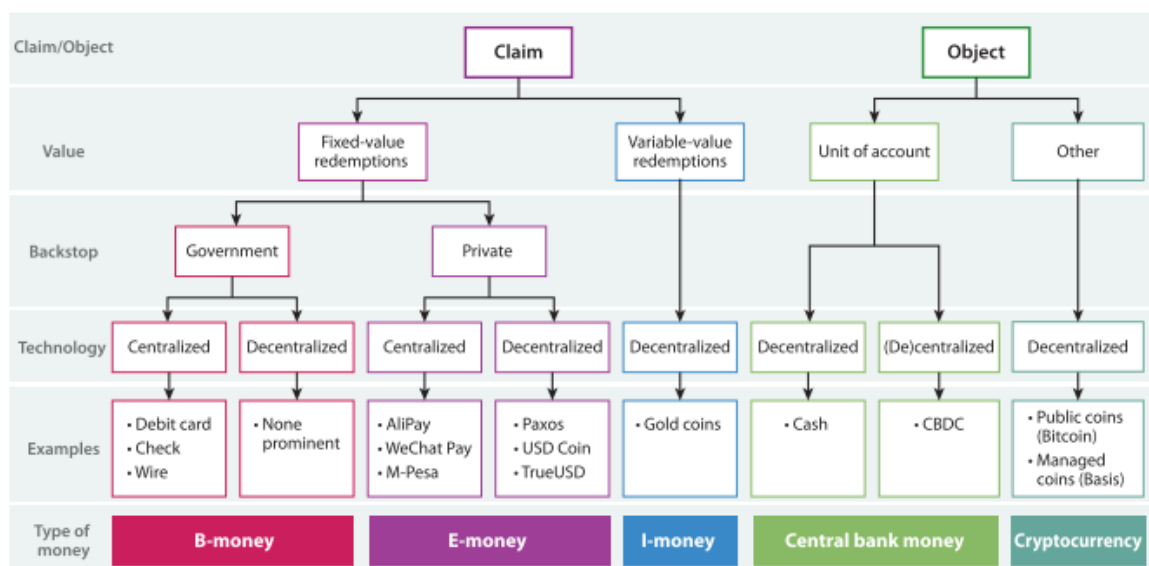 Claim/Object
Claim
Object
Value
Fixed-value
redemptions
Variable-value
redemptions
Unit of account
Other
Backstop
Government
Private
Technology
Centralized
Decentralized
Centralized
Decentralized
Decentralized
Decentralized
(De)centralized
Decentralized
Examples
• Debit card
• Check
• Wire
• None
prominent
• AliPay
• WeChat Pay
• M-Pesa
• Paxos
• USD Coin
• TrueUSD
• Gold coins
• Cash
• CBDC
• Public coins
(Bitcoin)
• Managed
coins (Basis)
Type of
money
B-money
E-money
I-money
Central bank money
Cryptocurrency